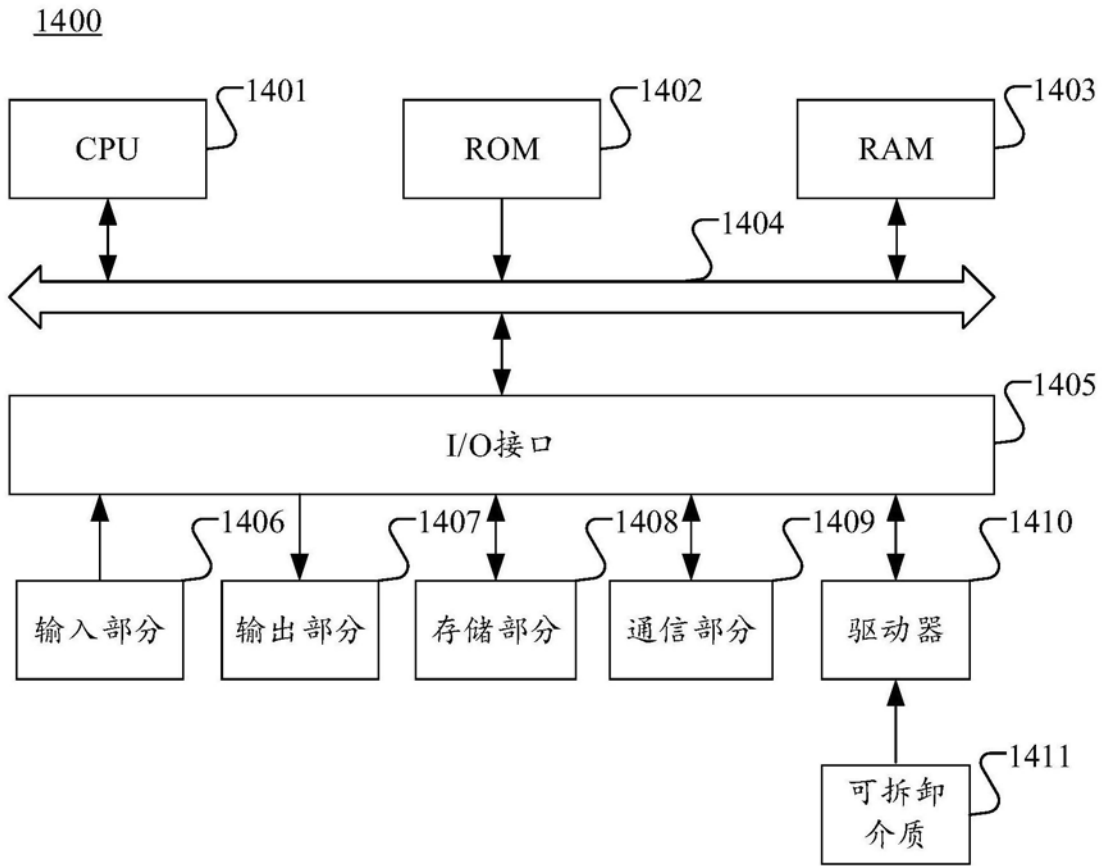 1400
1401
1402
1403
CPU
ROM
RAM
1404
1405
I/O接口
1406
1407
1408
1409
1410
输入部分
输出部分
存储部分
通信部分
驱动器
1411
可拆卸
介质